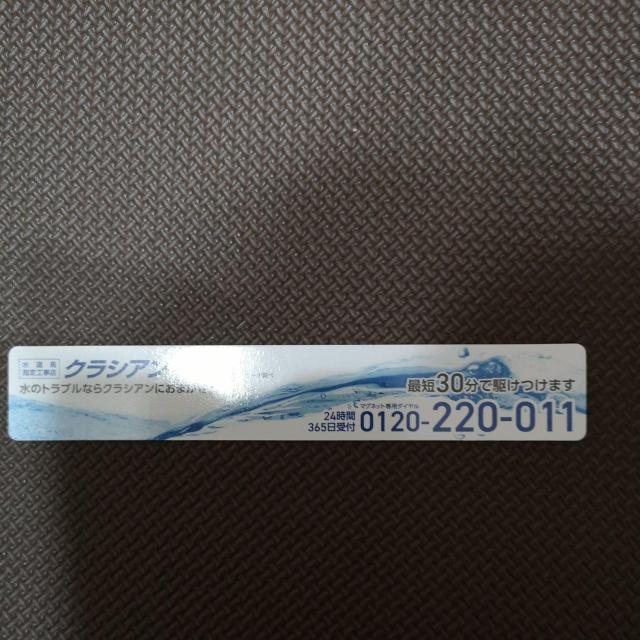 水道局
指定工事店
クラシアン
水のトラブルならクラシアンにおまか
最短30分で駆けつけます
マグネット専用ダイヤル
24時間
365日受付
0120-220-011